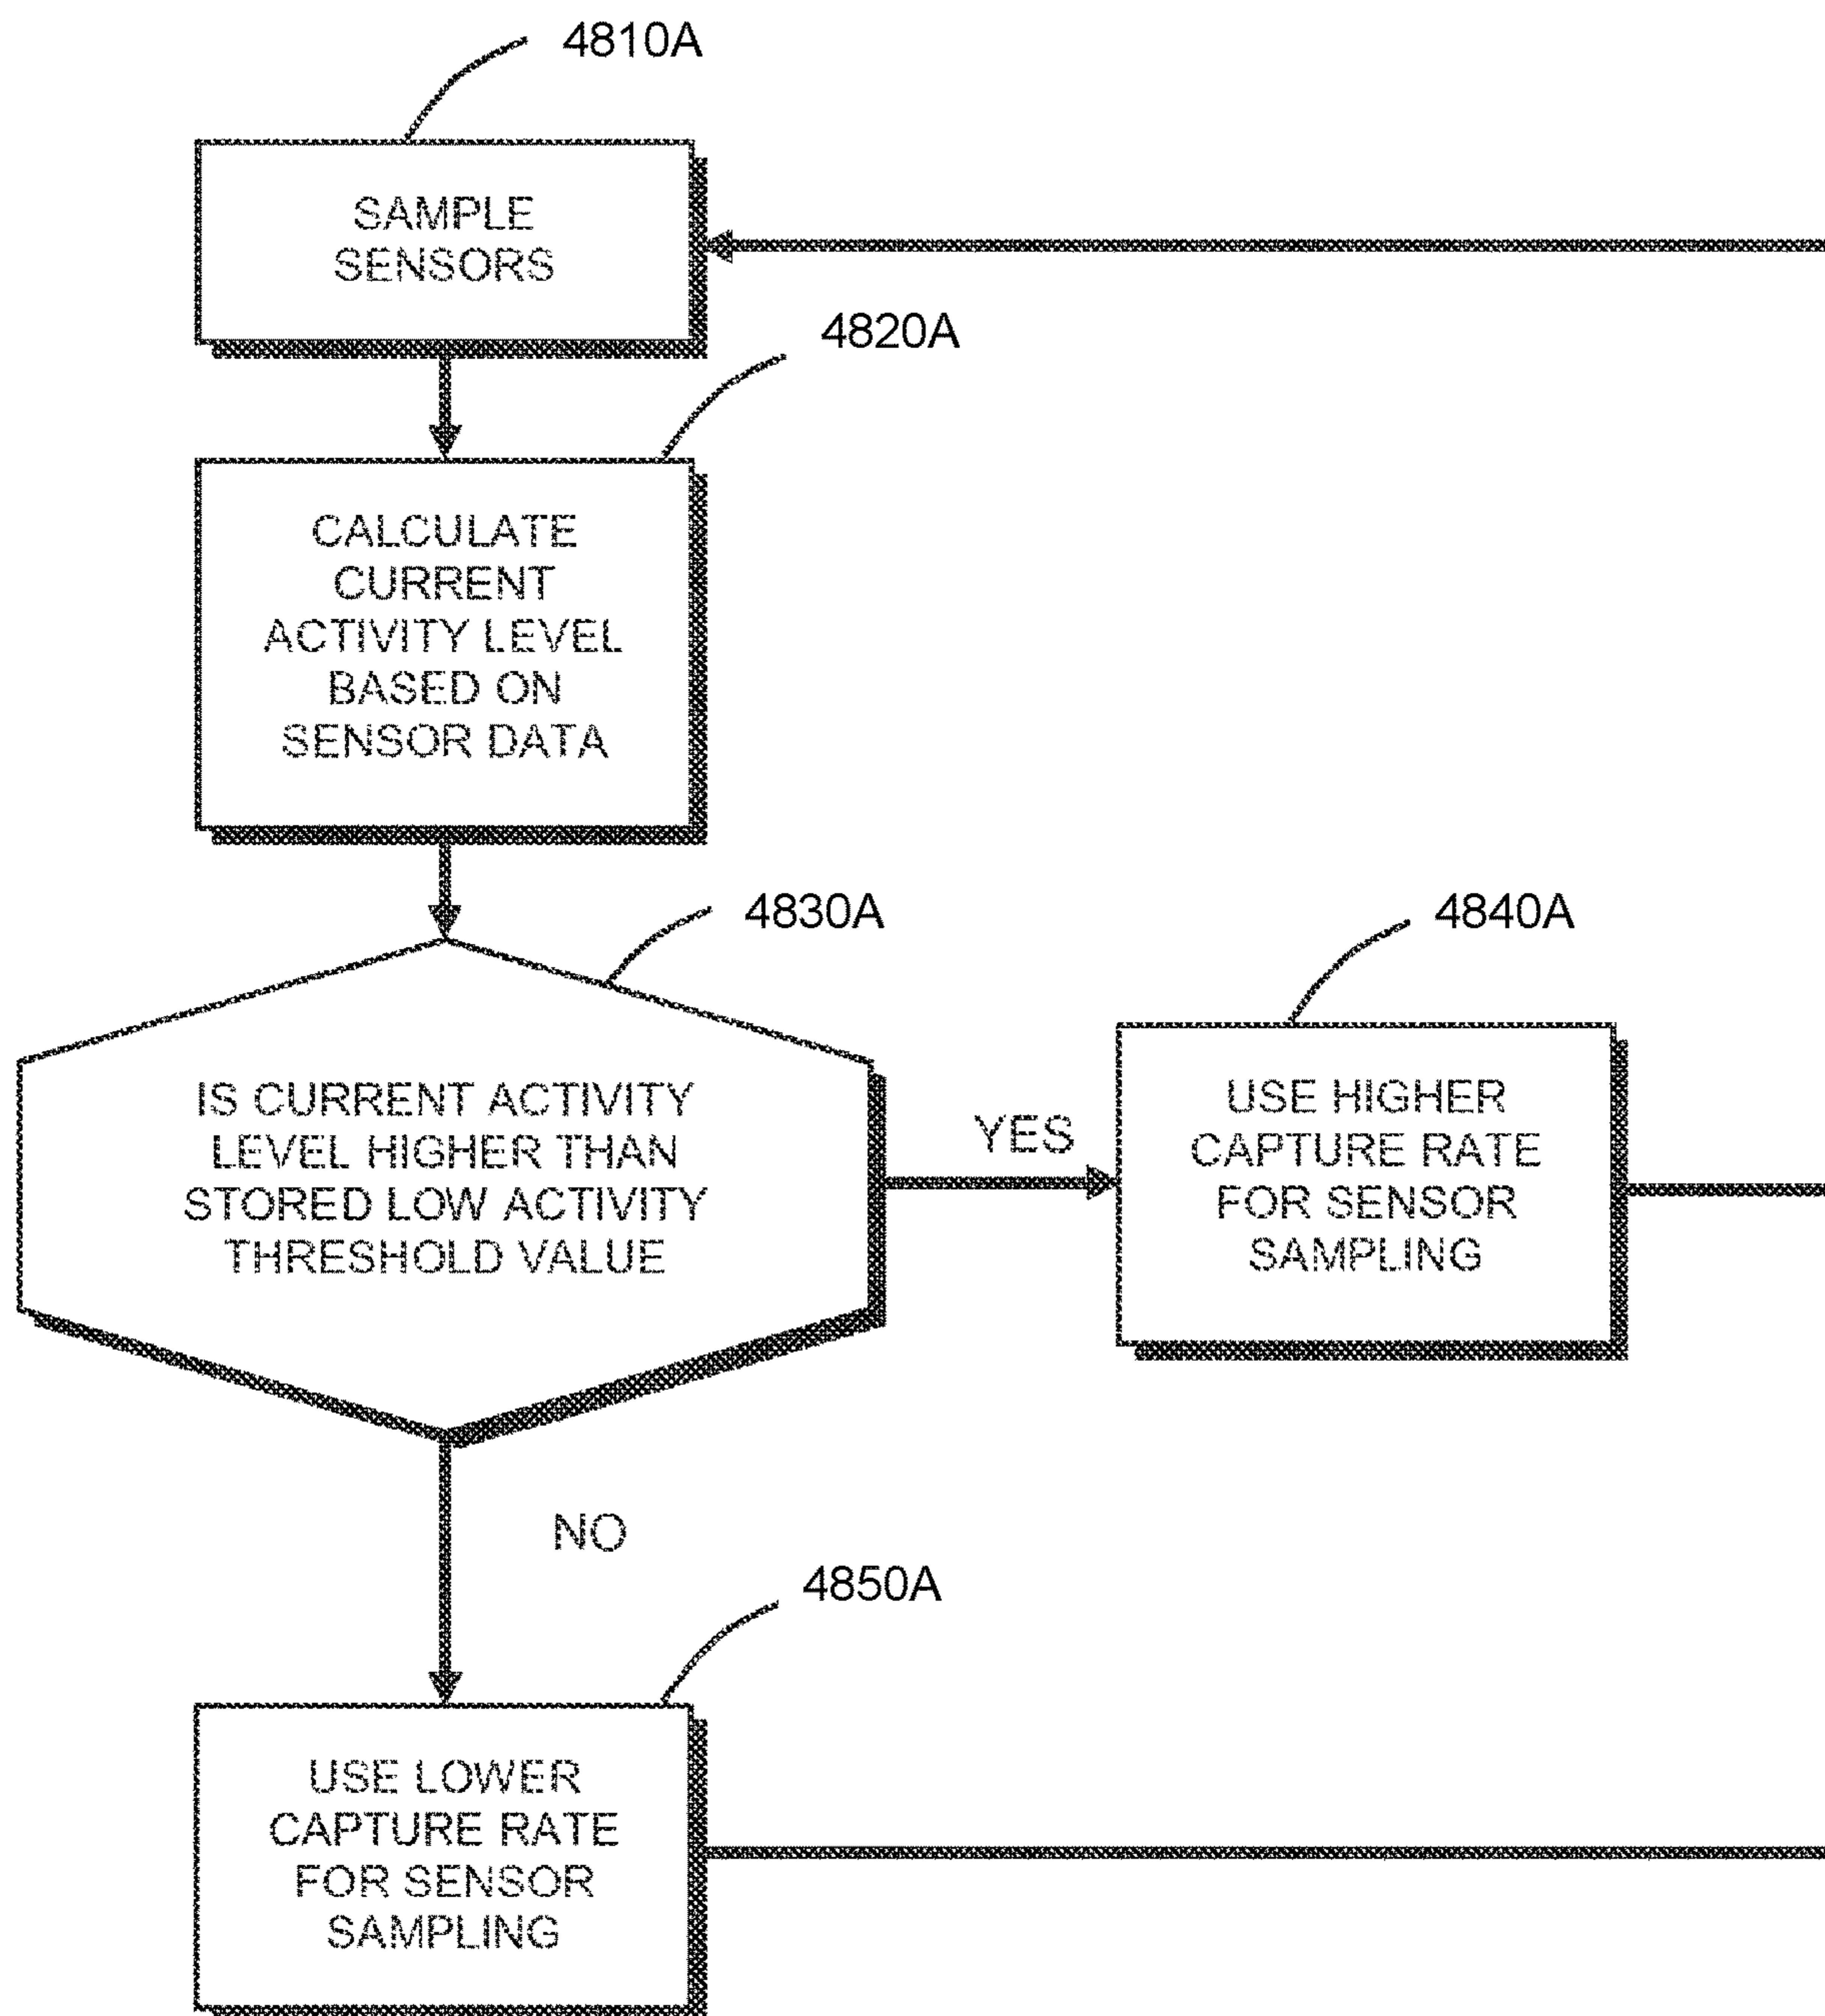 4810A
SAMPLE
SENSORS
4820A
CALCULATE
CURRENT
ACTIVITY LEVEL
BASED ON
SENSOR DATA
4830A
IS CURRENT ACTIVITY
LEVEL HIGHER THAN
STORED LOW ACTIVITY
THRESHOLD VALUE
YES
4840A
USE HIGHER
CAPTURE RATE
FOR SENSOR
SAMPLING
NO
4850A
USE LOWER
CAPTURE RATE
FOR SENSOR
SAMPLING